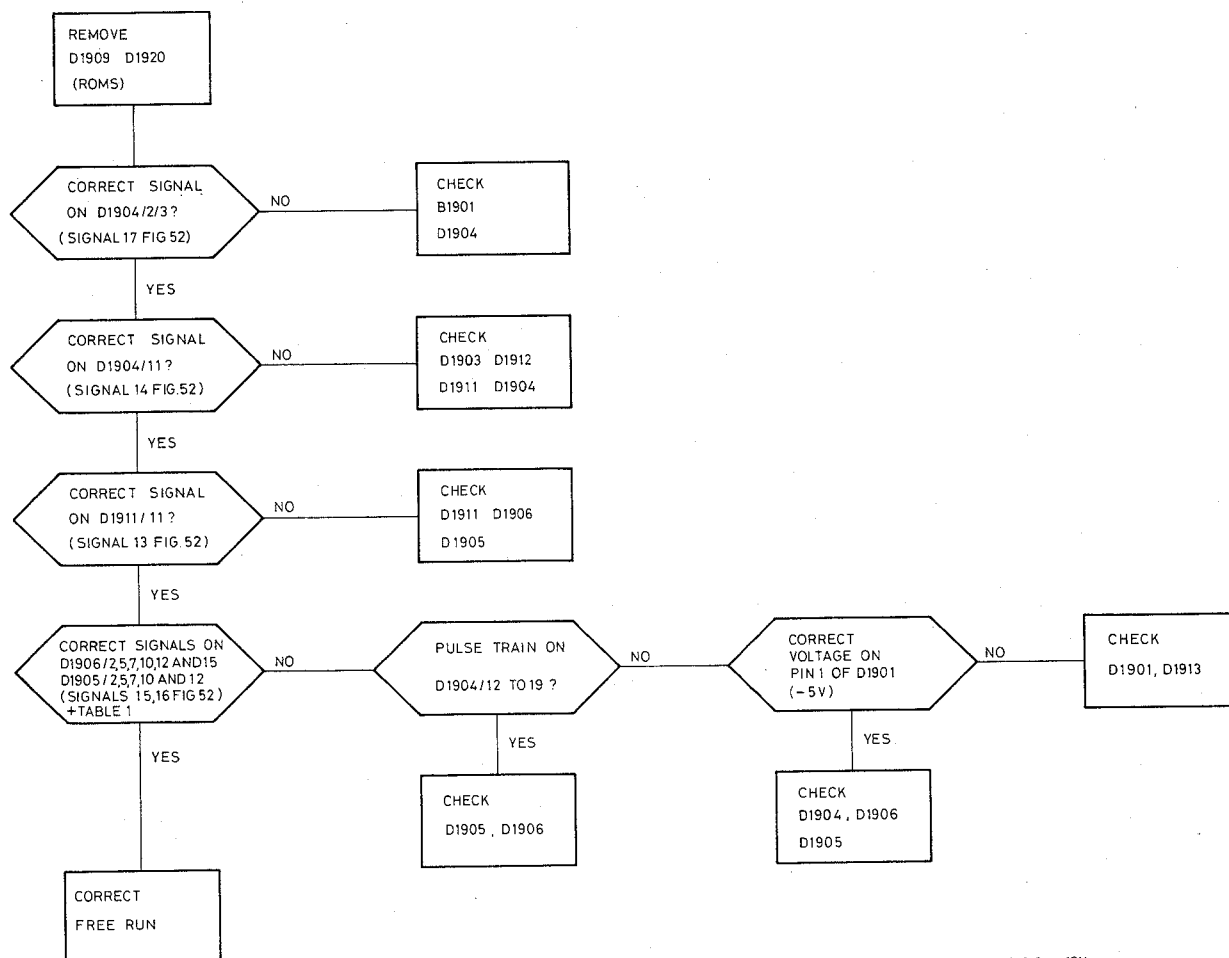 REMOVE
D1909 D1920
(ROMS)
CORRECT SIGNAL
ON D1904/2/3?
(SIGNAL 17 FIG 52)
NO
CHECK
B1901
D1904
YES
CORRECT SIGNAL
ON D1904/11?
(SIGNAL 14 FIG.52)
NO
CHECK
D1903 D1912
D1911 D1904
YES
CORRECT SIGNAL
ON D1911/11?
(SIGNAL 13 FIG.52)
NO
CHECK
D1911 D1906
D1905
YES
CORRECT SIGNALS ON
D1906/2,5,7,10,12 AND 15
D1905/2,5,7,10 AND 12
(SIGNALS 15,16 FIG 52)
+TABLE 1
NO
PULSE TRAIN ON
D1904/12 TO 19?
NO
CORRECT
VOLTAGE ON
PIN 1 OF D1901
(-5V)
NO
CHECK
D1901, D1913
YES
YES
YES
CHECK
D1905, D1906
CHECK
D1904, D1906
D1905
CORRECT
FREE RUN